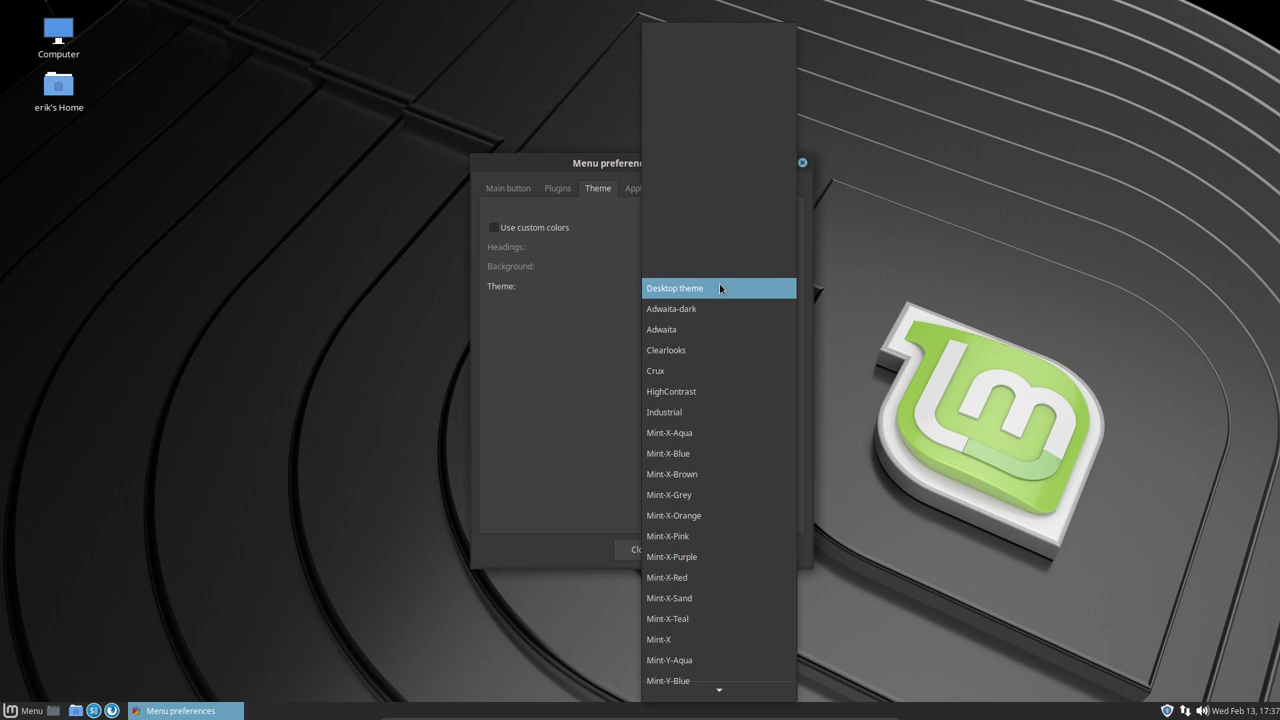 Computer
erik's Home
Menu preferenc
Main button
Plugins
Theme
Appl
Use custom colors
Headings:
Background:
Theme:
Desktop theme
Adwaita-dark
Adwaita
Clearlooks
Crux
HighContrast
Industrial
Mint-X-Aqua
Mint-X-Blue
Mint-X-Brown
Mint-X-Grey
Mint-X-Orange
Mint-X-Pink
Mint-X-Purple
Mint-X-Red
Mint-X-Sand
Mint-X-Teal
Mint-X
Mint-Y-Aqua
Mint-Y-Blue
Clo
lm
Menu
Menu preferences
Wed Feb 13, 17:37